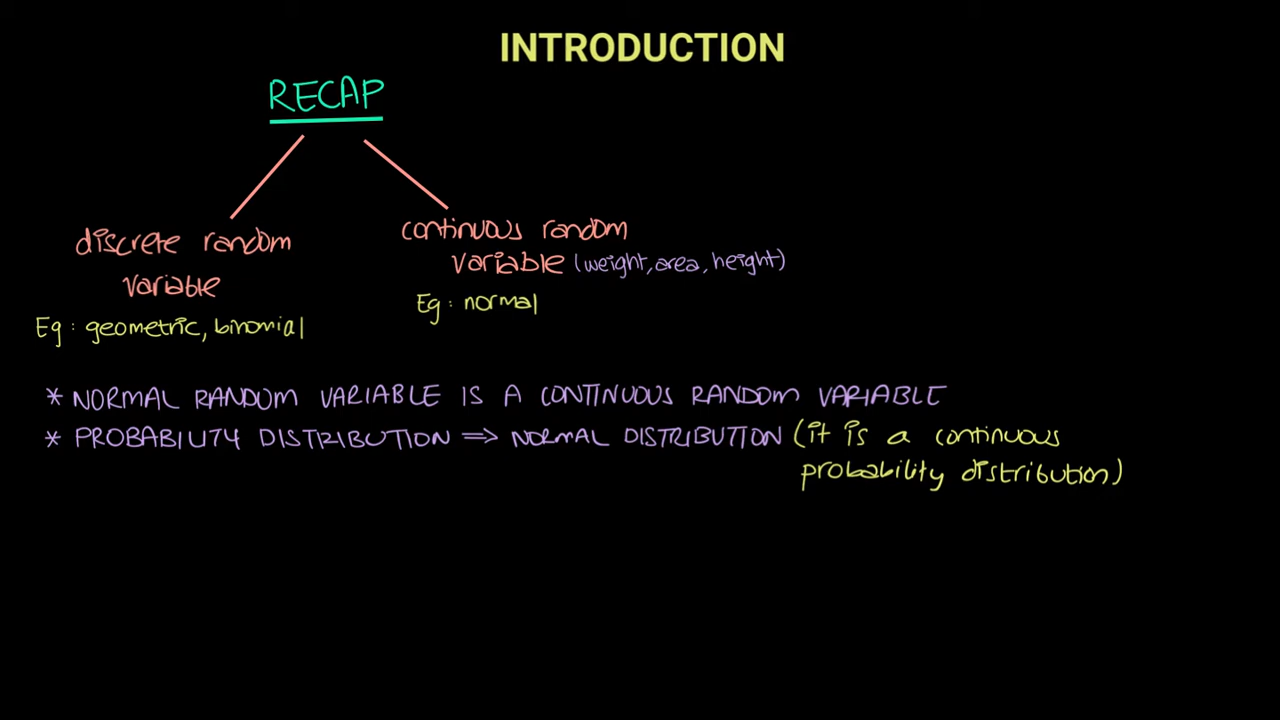 INTRODUCTION
RECAP
discrete random
variable
Eg : geometric, binomial
continuous random
variable (weight, area, height)
Eg : normal
* NORMAL RANDOM VARIABLE IS A CONTINUOUS RANDOM VARIABLE
* PROBABILITY DISTRIBUTION ⟹ NORMAL DISTRIBUTION (it is a continuous
probability distribution)